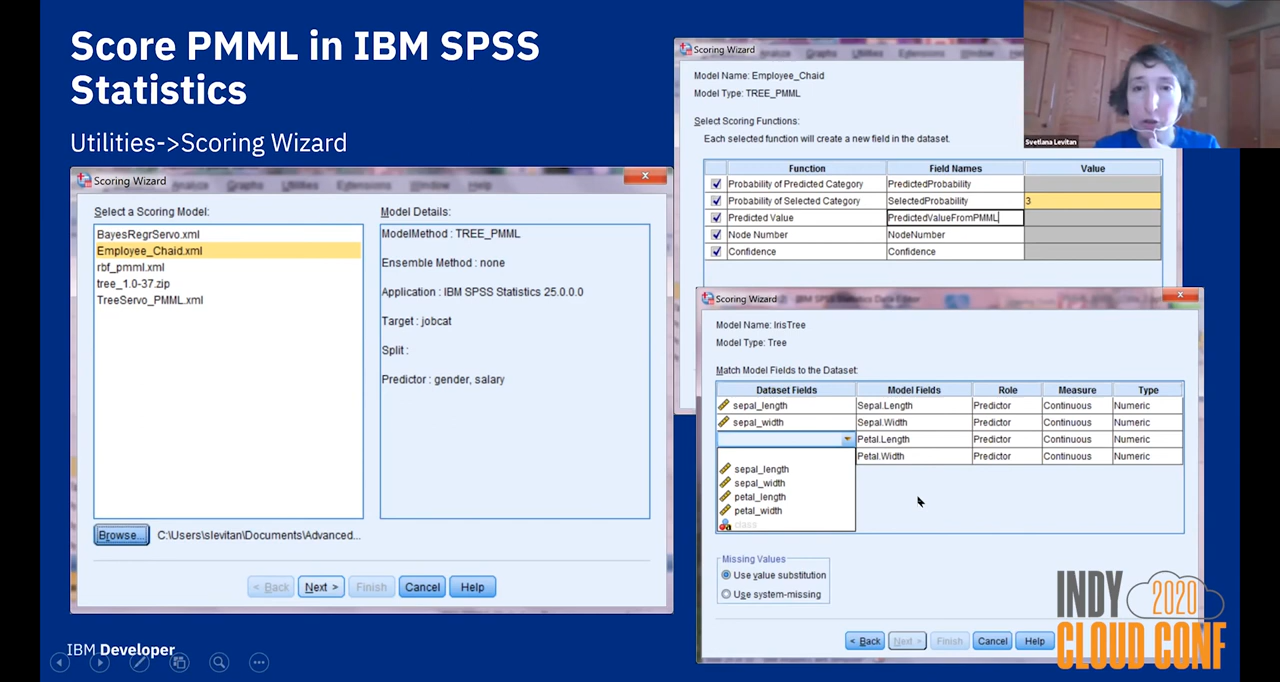 Score PMML in IBM SPSS
Statistics
Utilities->Scoring Wizard
Scoring Wizard
Select a Scoring Model:
BayesRegrServo.xml
Employee_Chaid.xml
rbf_pmml.xml
tree_1.0-37.zip
TreeServo_PMML.xml
Model Details:
ModelMethod : TREE_PMML
Ensemble Method : none
Application : IBM SPSS Statistics 25.0.0.0
Target : jobcat
Split :
Predictor : gender, salary
Browse... C:\Users\slevitan\Documents\Advanced...
< Back Next > Finish Cancel Help
Scoring Wizard Analyze Graphs Utilities Extensions Window Help
Model Name: Employee_Chaid
Model Type: TREE_PMML
Select Scoring Functions:
Each selected function will create a new field in the dataset.
Function Field Names Value
Probability of Predicted Category PredictedProbability
Probability of Selected Category SelectedProbability 3
Predicted Value PredictedValueFromPMML
Node Number NodeNumber
Confidence Confidence
Svetlana Levitan
Scoring Wizard
Model Name: IrisTree
Model Type: Tree
Match Model Fields to the Dataset:
Dataset Fields Model Fields Role Measure Type
sepal_length Sepal.Length Predictor Continuous Numeric
sepal_width Sepal.Width Predictor Continuous Numeric
Petal.Length Predictor Continuous Numeric
Petal.Width Predictor Continuous Numeric
sepal_length
sepal_width
petal_length
petal_width
class
Missing Values
Use value substitution
Use system-missing
< Back Next > Finish Cancel Help
IBM Developer
INDY 2020
CLOUD CONF